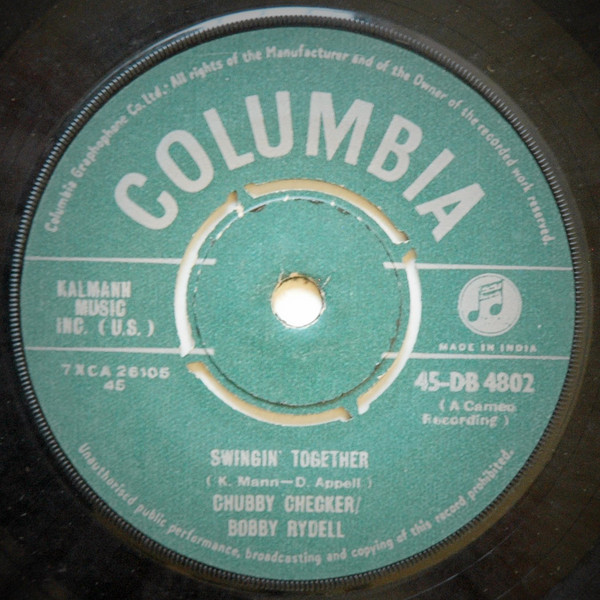 Columbia Graphophone Co. Ltd. · All rights of the Manufacturer and of the Owner of the recorded work reserved.
COLUMBIA
KALMANN
MUSIC
INC. ( U.S. )
MADE IN INDIA
7XCA 26105
45
45-DB 4802
( A Cameo
Recording )
SWINGIN' TOGETHER
( K. Mann—D. Appell )
CHUBBY CHECKER/
BOBBY RYDELL
Unauthorised public performance, broadcasting and copying of this record prohibited.